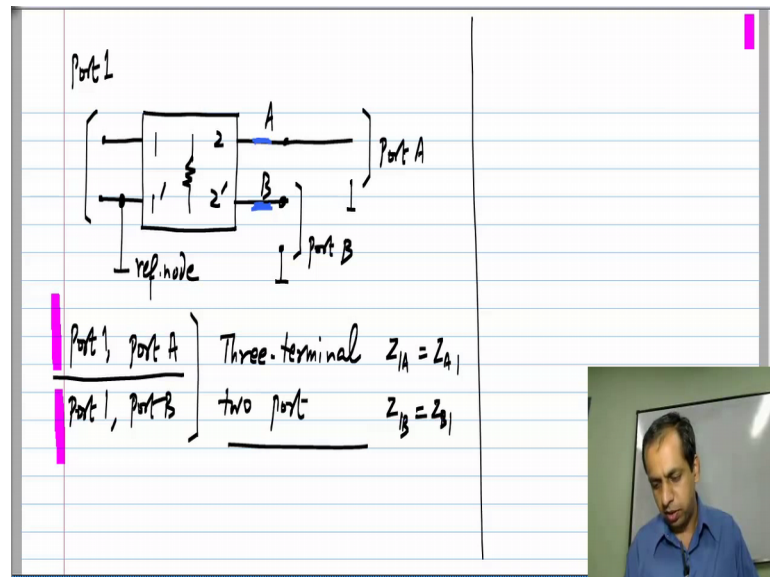 Port 1
A
1 2 Port A
B
1' 2'
Port B
ref. node
Port 1, Port A Three-terminal Z1A = ZA1
Port 1, Port B two port Z1B = ZB1